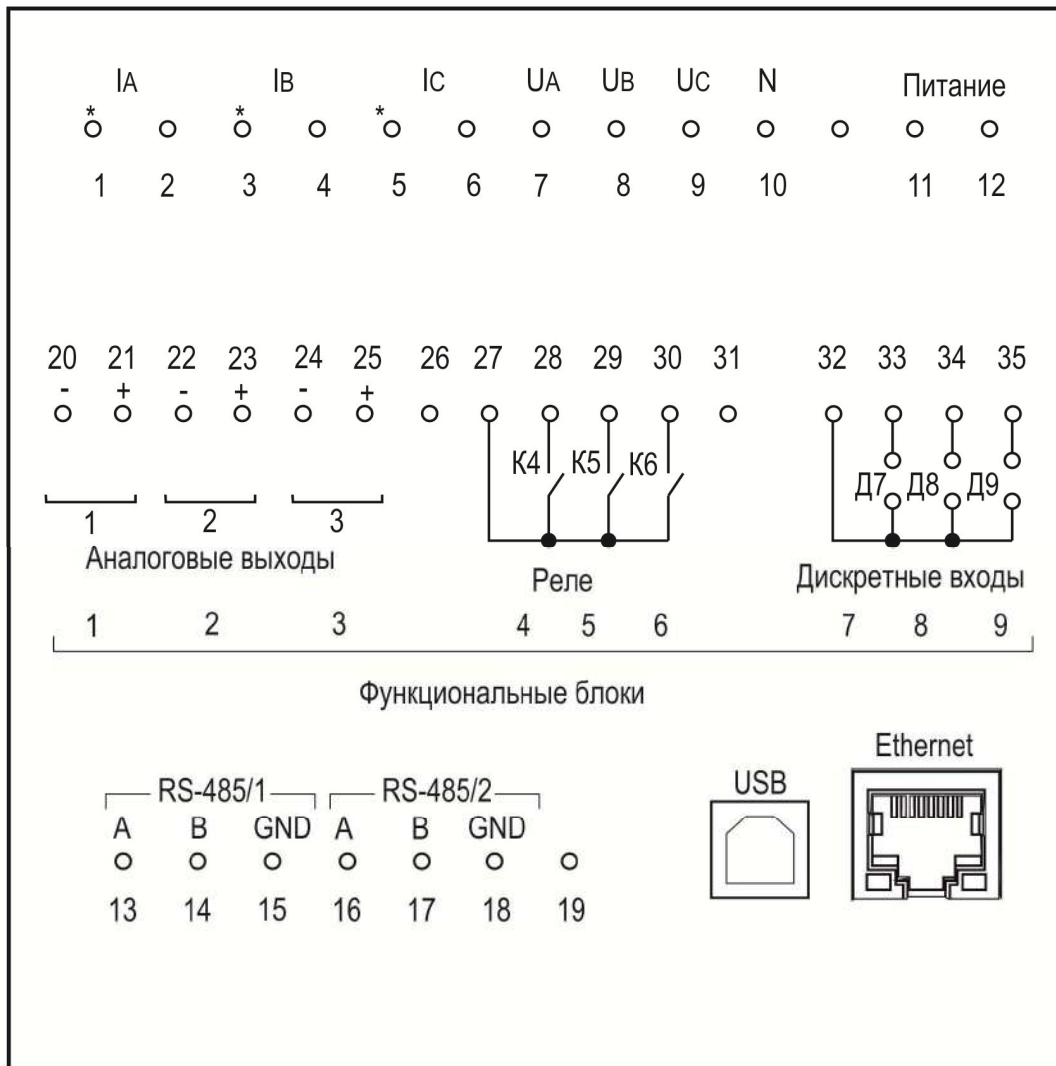 IA IB IC UA UB UC N Питание
* * *
1 2 3 4 5 6 7 8 9 10 11 12
20 21 22 23 24 25 26 27 28 29 30 31 32 33 34 35
- + - + - +
К4 К5 К6 Д7 Д8 Д9
1 2 3
Аналоговые выходы Реле Дискретные входы
1 2 3 4 5 6 7 8 9
Функциональные блоки
Ethernet
RS-485/1 RS-485/2 USB
A B GND A B GND
13 14 15 16 17 18 19